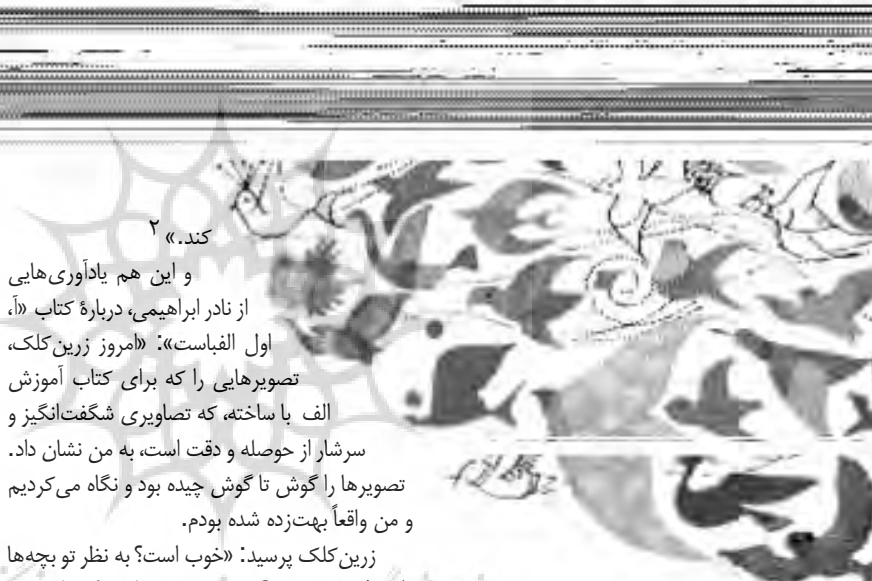 کند.» ۲
و این هم یادآوری‌هایی
از نادر ابراهیمی، دربارهٔ کتاب «آ،
اول الفباست»: «امروز زرین‌کلک،
تصویرهایی را که برای کتاب آموزش
الف با ساخته، که تصاویری شگفت‌انگیز و
سرشار از حوصله و دقت است، به من نشان داد.
تصویرها را گوش تا گوش چیده بود و نگاه می‌کردیم
و من واقعاً بهت‌زده شده بودم.
زرین‌کلک پرسید: «خوب است؟ به نظر تو بچه‌ها